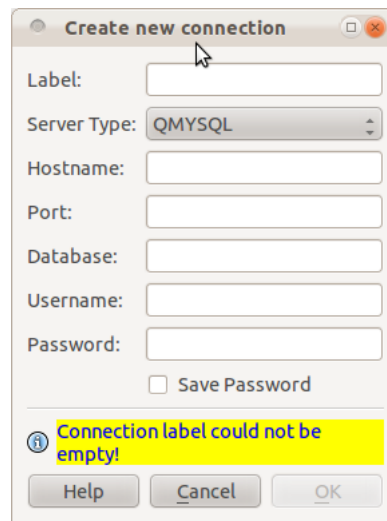 Create new connection
Label:
Server Type: QMYSQL
Hostname:
Port:
Database:
Username:
Password:
Save Password
Connection label could not be
empty!
Help Cancel OK